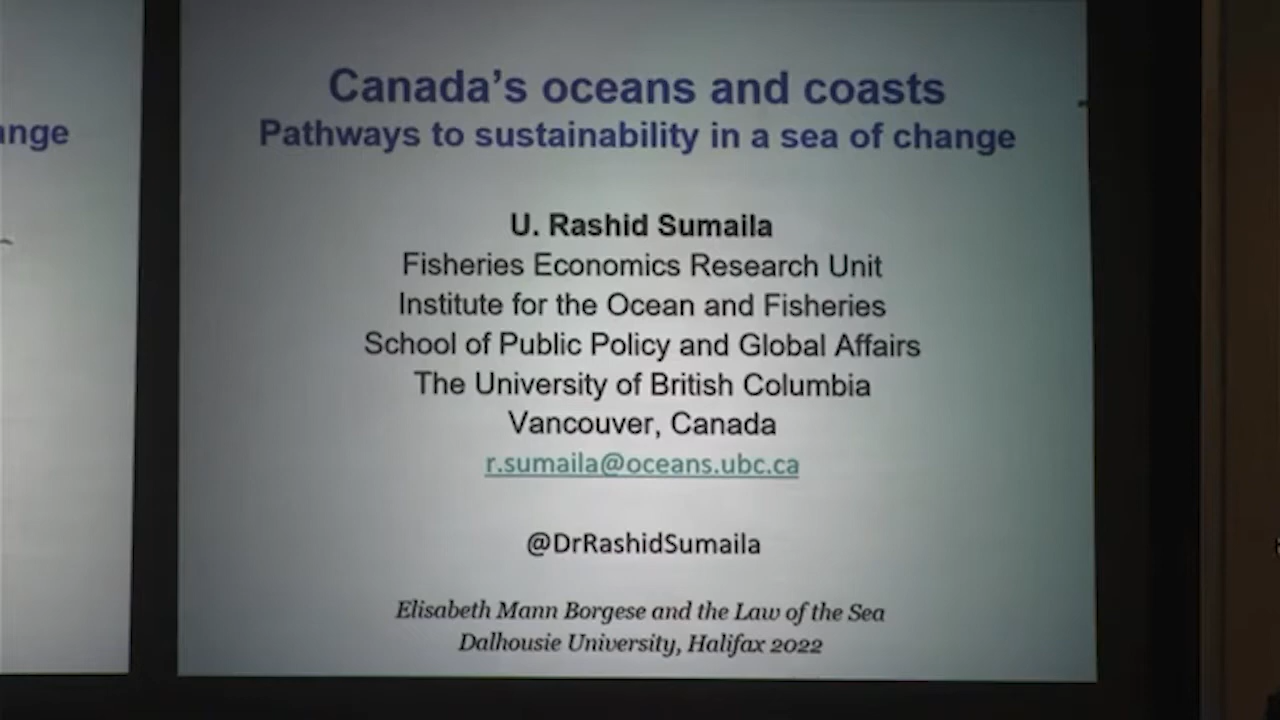 ange
Canada's oceans and coasts
Pathways to sustainability in a sea of change
U. Rashid Sumaila
Fisheries Economics Research Unit
Institute for the Ocean and Fisheries
School of Public Policy and Global Affairs
The University of British Columbia
Vancouver, Canada
r.sumaila@oceans.ubc.ca
@DrRashidSumaila
Elisabeth Mann Borgese and the Law of the Sea
Dalhousie University, Halifax 2022